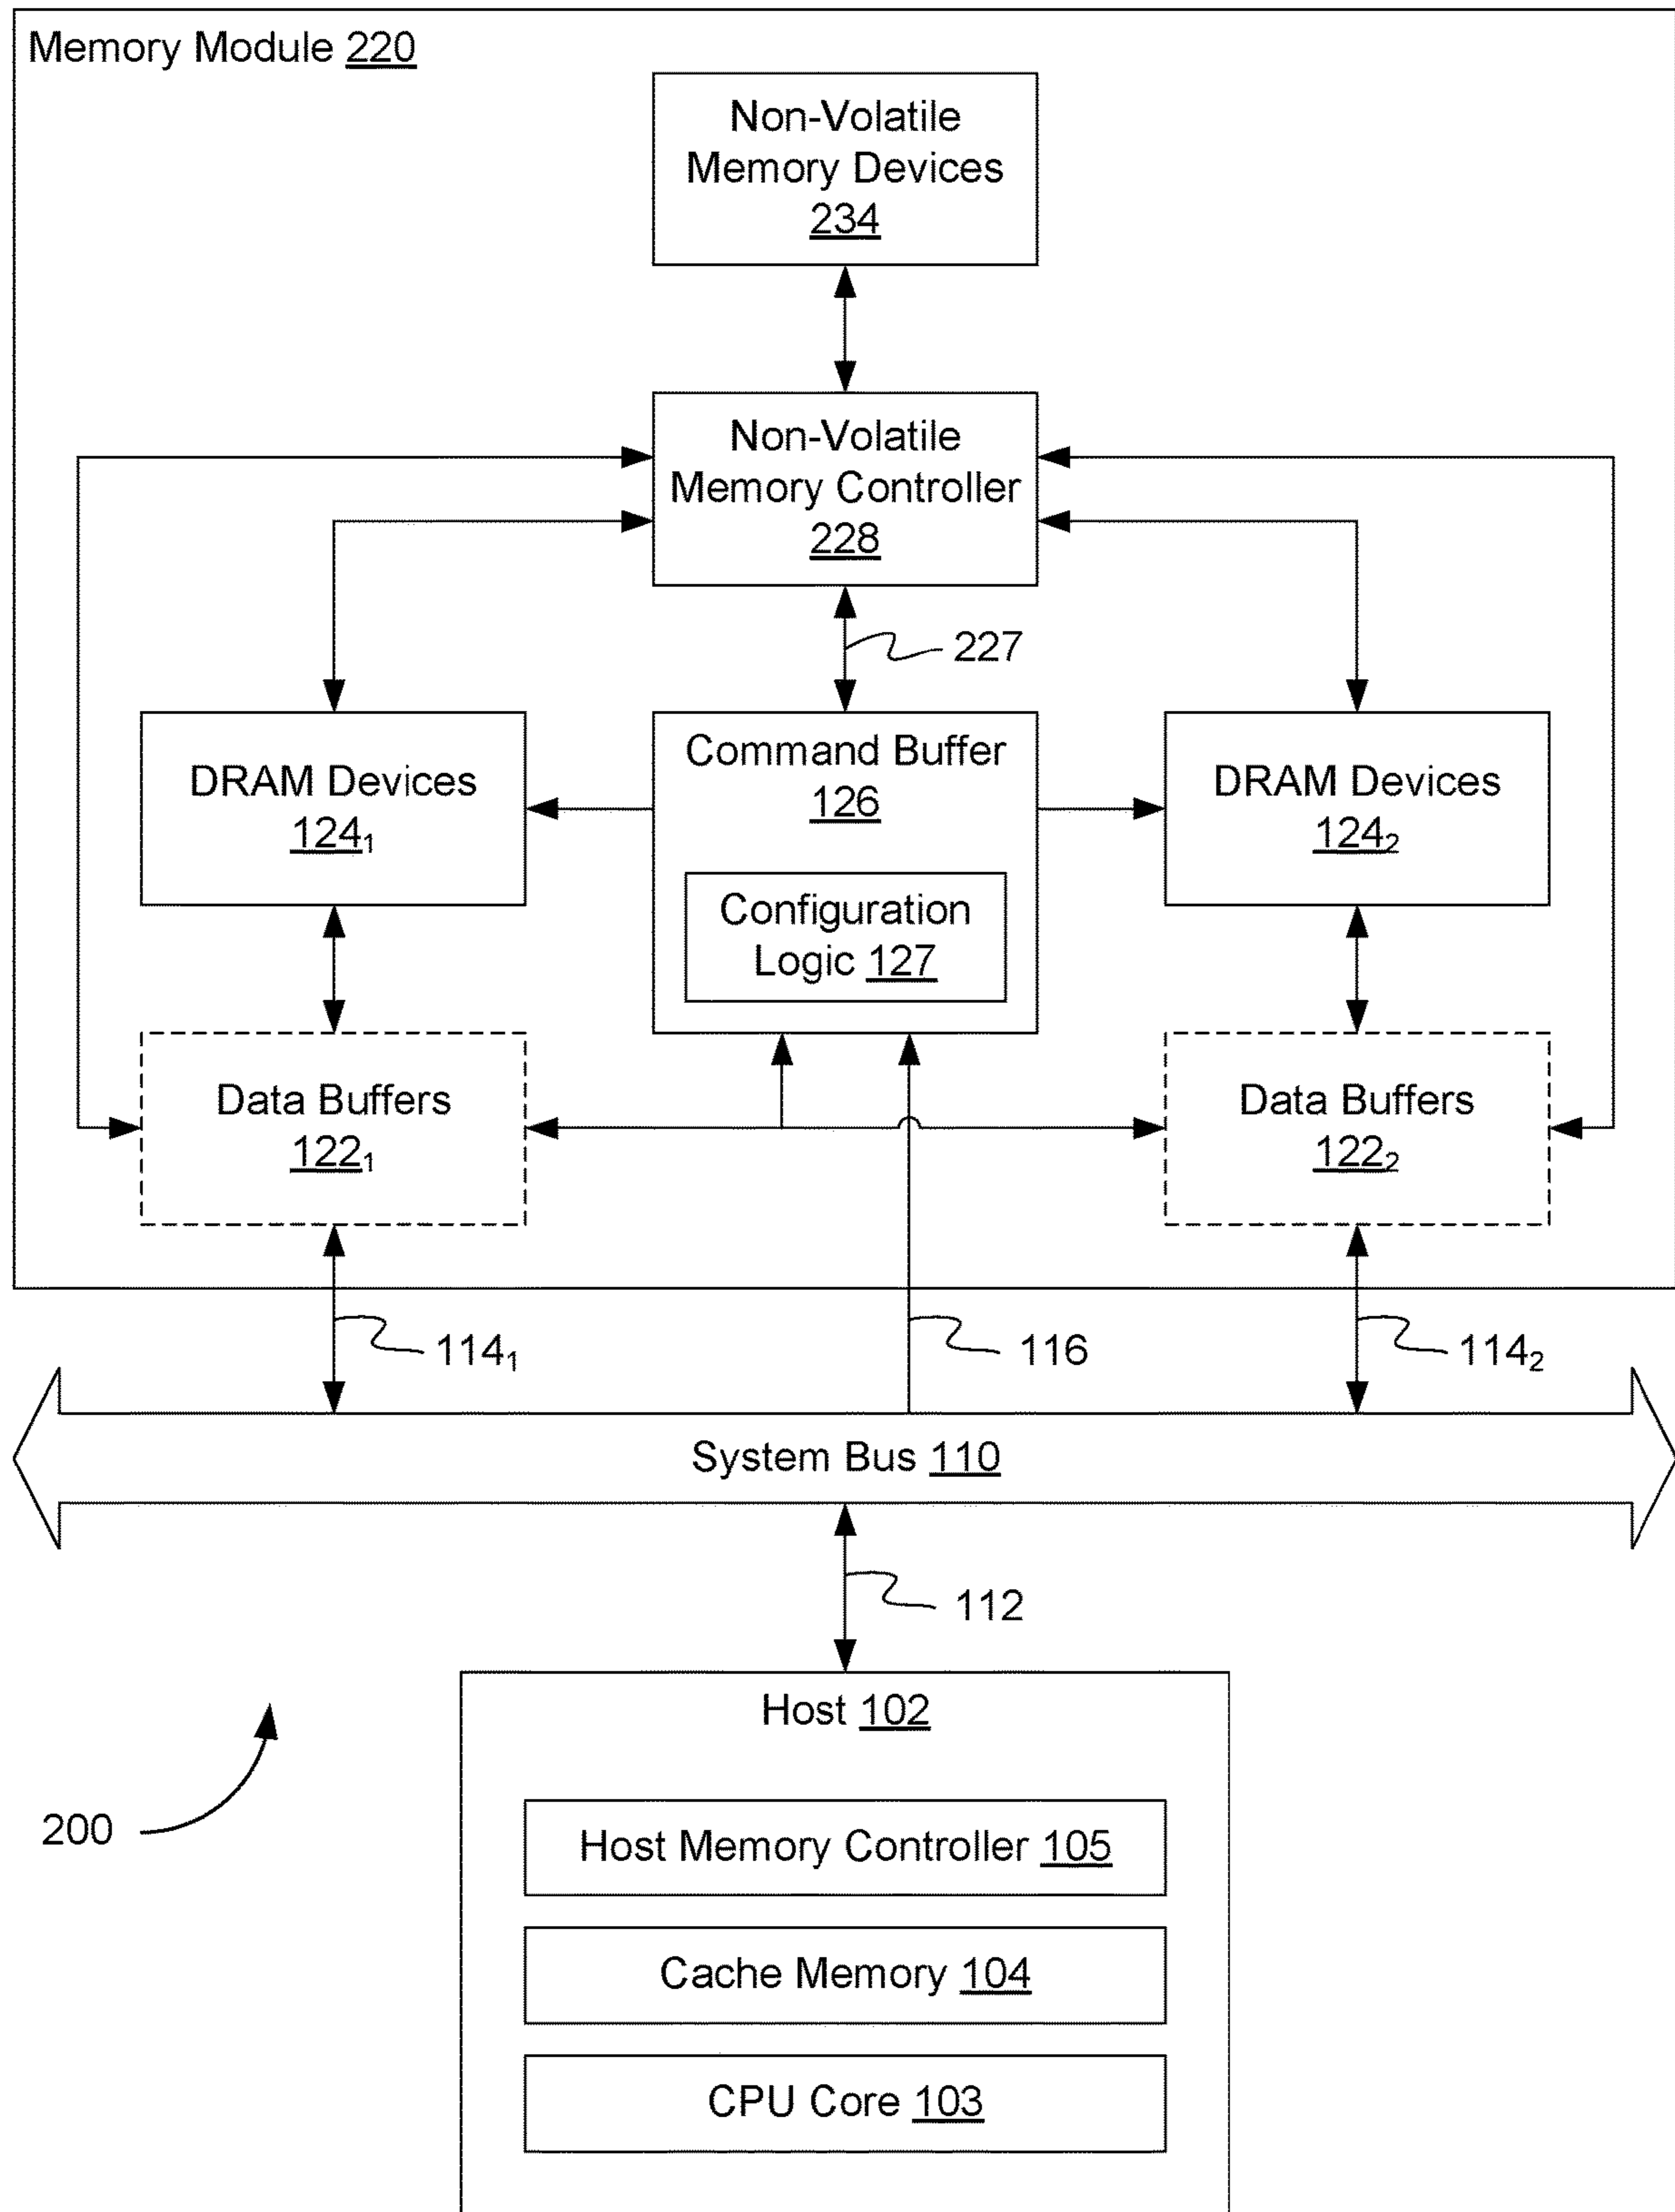 Memory Module 220
Non-Volatile
Memory Devices
234
Non-Volatile
Memory Controller
228
227
DRAM Devices
124₁
Command Buffer
126
DRAM Devices
124₂
Configuration
Logic 127
Data Buffers
122₁
Data Buffers
122₂
114₁
116
114₂
System Bus 110
112
Host 102
200
Host Memory Controller 105
Cache Memory 104
CPU Core 103